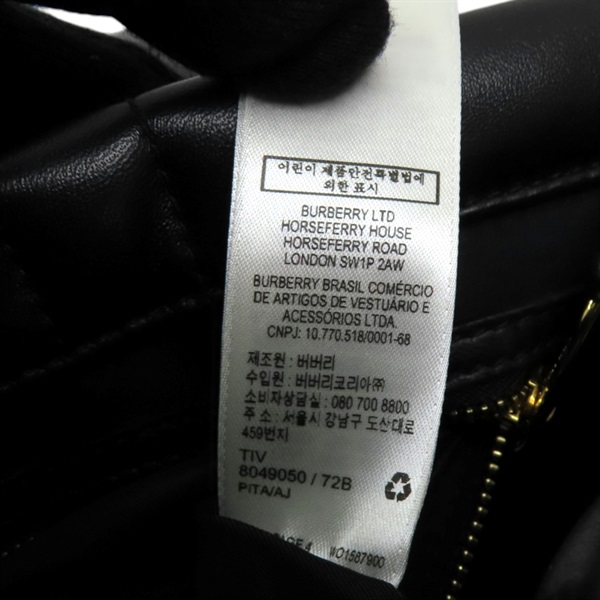 어린이 제품안전특별법에
의한 표시
BURBERRY LTD
HORSEFERRY HOUSE
HORSEFERRY ROAD
LONDON SW1P 2AW
BURBERRY BRASIL COMÉRCIO
DE ARTIGOS DE VESTUÁRIO E
ACESSÓRIOS LTDA.
CNPJ: 10.770.518/0001-68
제조원 : 버버리
수입원 : 버버리코리아㈜
소비자상담실 : 080 700 8800
주 소 : 서울시 강남구 도산대로
459번지
TIV
8049050 / 72B
PITA/AJ
4 WO1587900